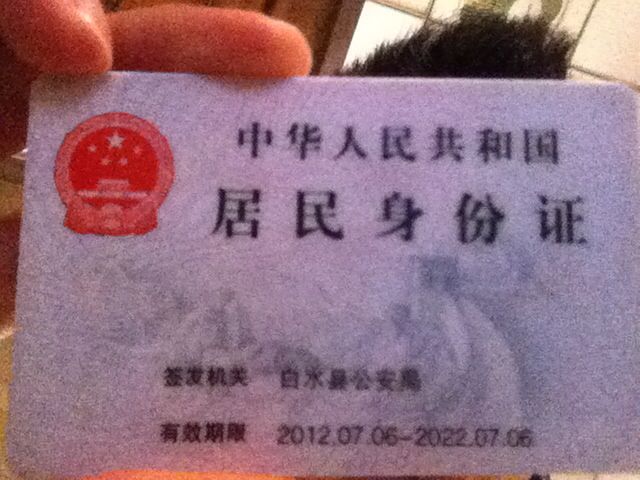 中华人民共和国
居民身份证
签发机关 白水县公安局
有效期限 2012.07.06-2022.07.06